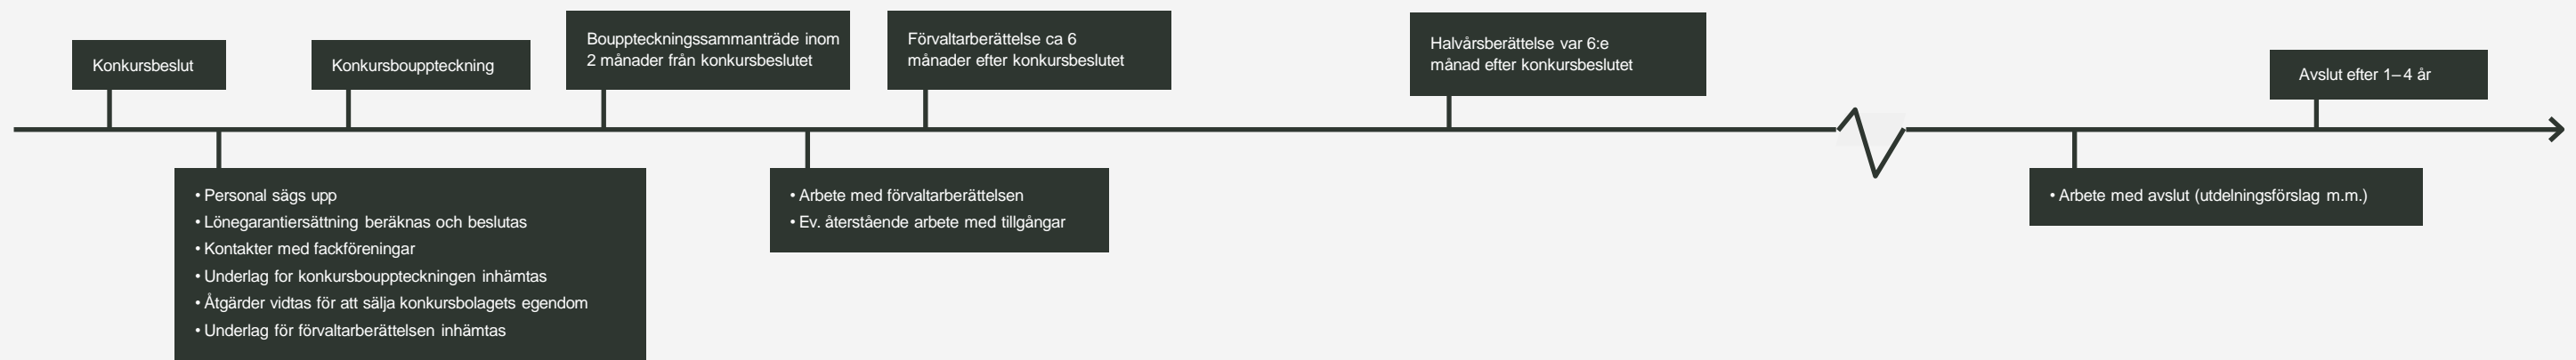 Konkursbeslut
Konkursbouppteckning
Bouppteckningssammanträde inom
2 månader från konkursbeslutet
Förvaltarberättelse ca 6
månader efter konkursbeslutet
Halvårsberättelse var 6:e
månad efter konkursbeslutet
Avslut efter 1–4 år
• Personal sägs upp
• Lönegarantiersättning beräknas och beslutas
• Kontakter med fackföreningar
• Underlag for konkursbouppteckningen inhämtas
• Åtgärder vidtas för att sälja konkursbolagets egendom
• Underlag för förvaltarberättelsen inhämtas
• Arbete med förvaltarberättelsen
• Ev. återstående arbete med tillgångar
• Arbete med avslut (utdelningsförslag m.m.)